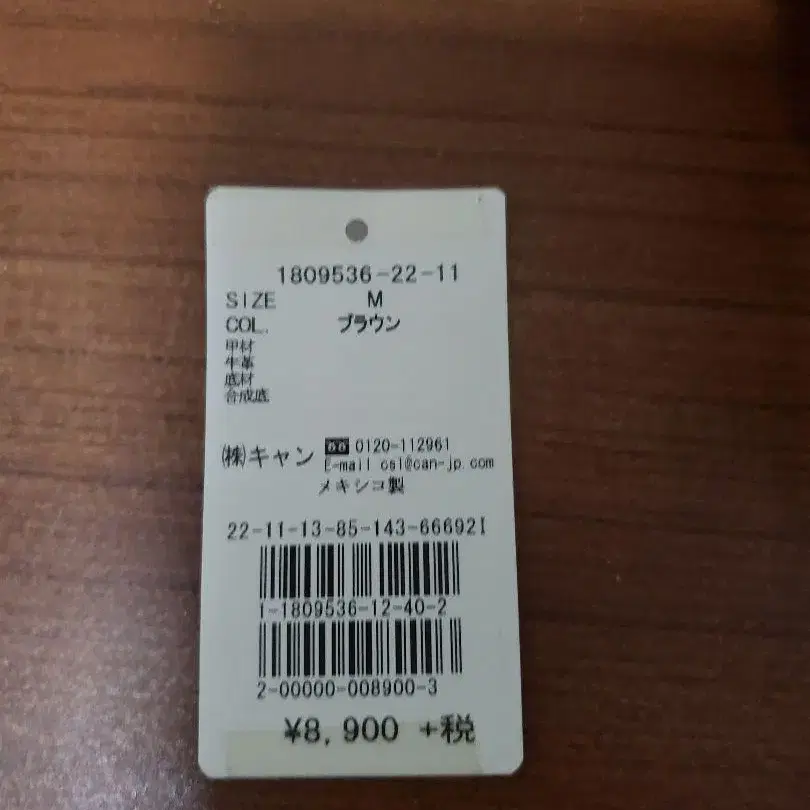 1809536-22-11
SIZE M
COL. ブラウン
甲材
牛革
底材
合成底
㈱キャン 0120-112961
E-mail csl@can-jp.com
メキシコ製
22-11-13-85-143-66692I
1-1809536-12-40-2
2-00000-008900-3
¥8,900 +税